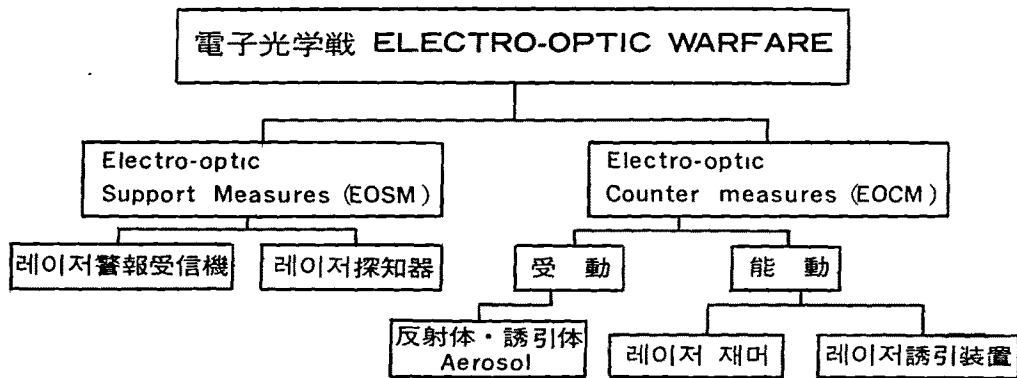 電子光学戦 ELECTRO-OPTIC WARFARE
Electro-optic
Support Measures (EOSM)
Electro-optic
Counter measures (EOCM)
레이저警報受信機
레이저探知器
受 動
能 動
反射体・誘引体
Aerosol
레이저 재머
레이저誘引装置